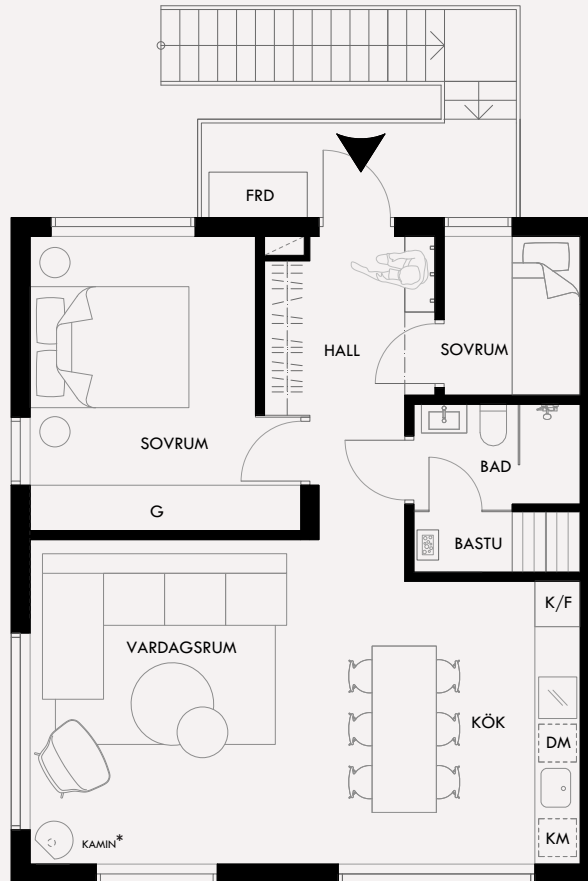 FRD
HALL
SOVRUM
SOVRUM
BAD
G
BASTU
K/F
VARDAGSRUM
KÖK
DM
KAMIN*
KM